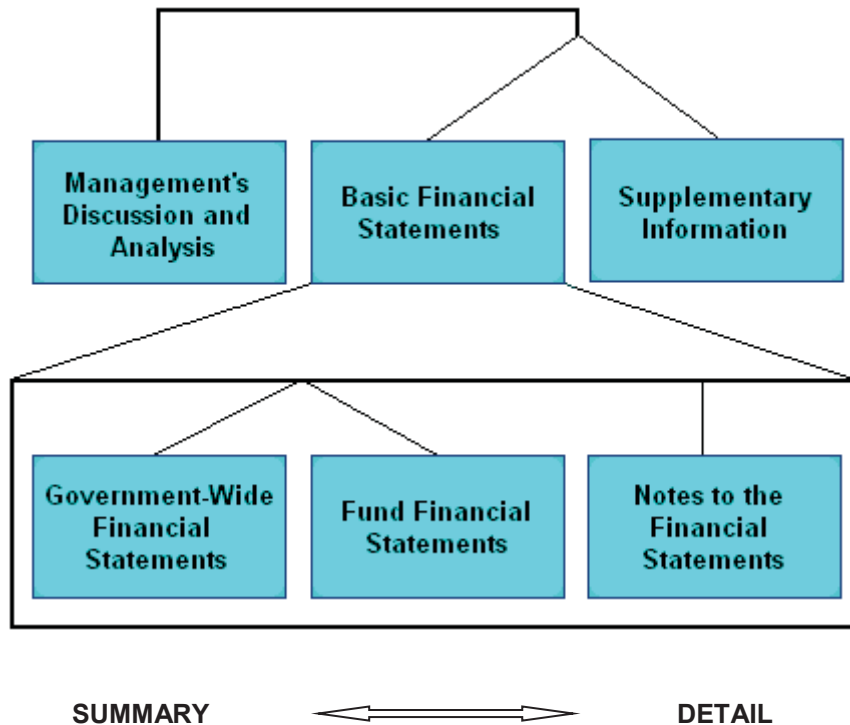 Management's
Discussion and
Analysis
Basic Financial
Statements
Supplementary
Information
Government-Wide
Financial
Statements
Fund Financial
Statements
Notes to the
Financial
Statements
SUMMARY
DETAIL